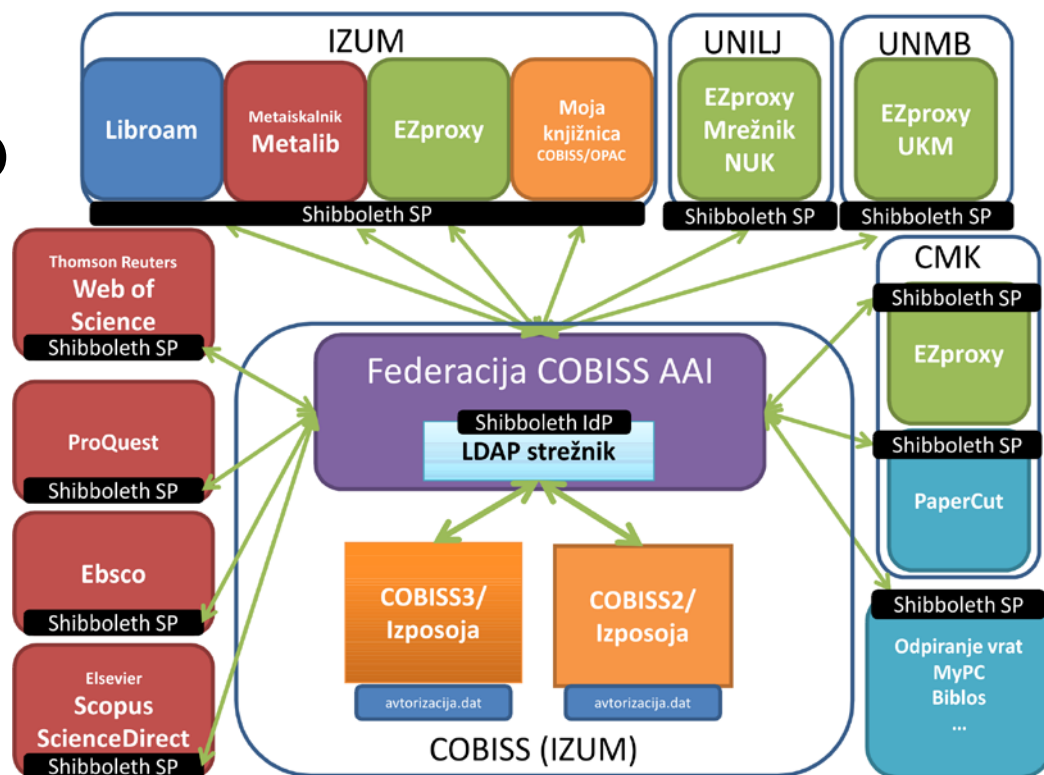 IZUM
Libroam
Metaiskalnik
Metalib
EZproxy
Moja
knjižnica
COBISS/OPAC
Shibboleth SP
UNILJ
EZproxy
Mrežnik
NUK
Shibboleth SP
UNMB
EZproxy
UKM
Shibboleth SP
Thomson Reuters
Web of
Science
Shibboleth SP
ProQuest
Shibboleth SP
Ebsco
Shibboleth SP
Elsevier
Scopus
ScienceDirect
Shibboleth SP
Federacija COBISS AAI
Shibboleth IdP
LDAP strežnik
COBISS3/
Izposoja
avtorizacija.dat
COBISS2/
Izposoja
avtorizacija.dat
COBISS (IZUM)
CMK
Shibboleth SP
EZproxy
Shibboleth SP
PaperCut
Shibboleth SP
Odpiranje vrat
MyPC
Biblos
...